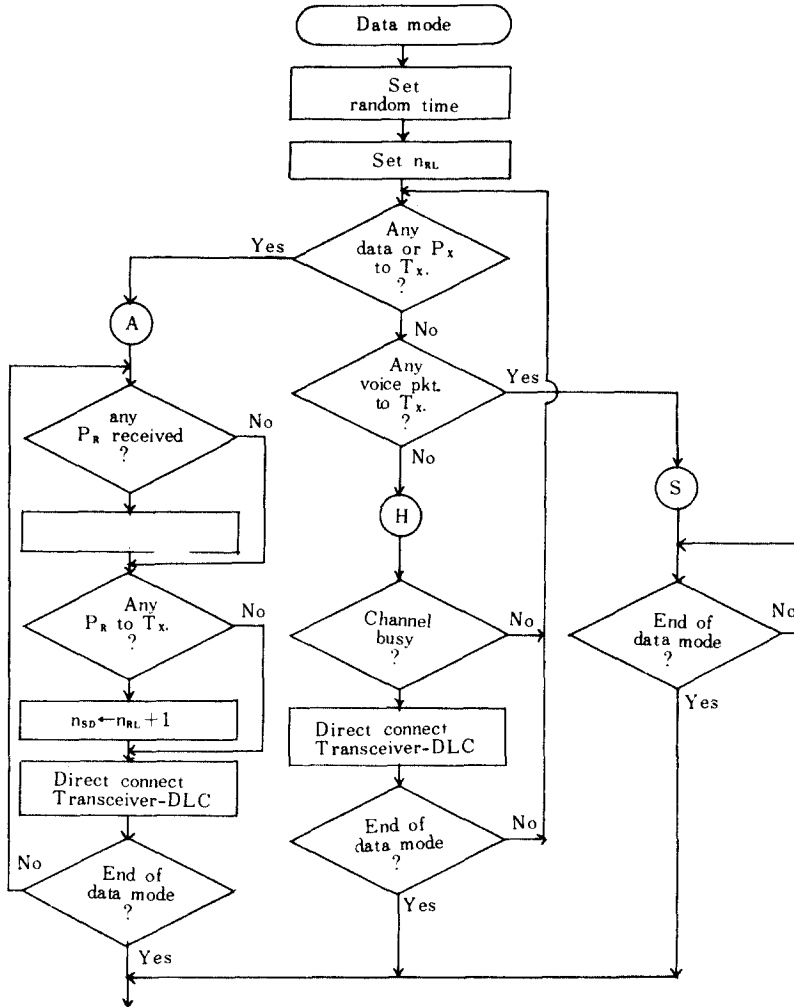 Data mode
Set
random time
Set n_RL
Any
data or P_X
to T_X.
?
Yes
No
A
Any
voice pkt.
to T_X.
?
Yes
No
any
P_R received
?
No
H
S
Any
P_R to T_X.
?
No
Channel
busy
?
No
End of
data mode
?
No
Yes
n_SD←n_RL+1
Direct connect
Transceiver-DLC
Direct connect
Transceiver-DLC
End of
data mode
?
No
Yes
End of
data mode
?
No
Yes